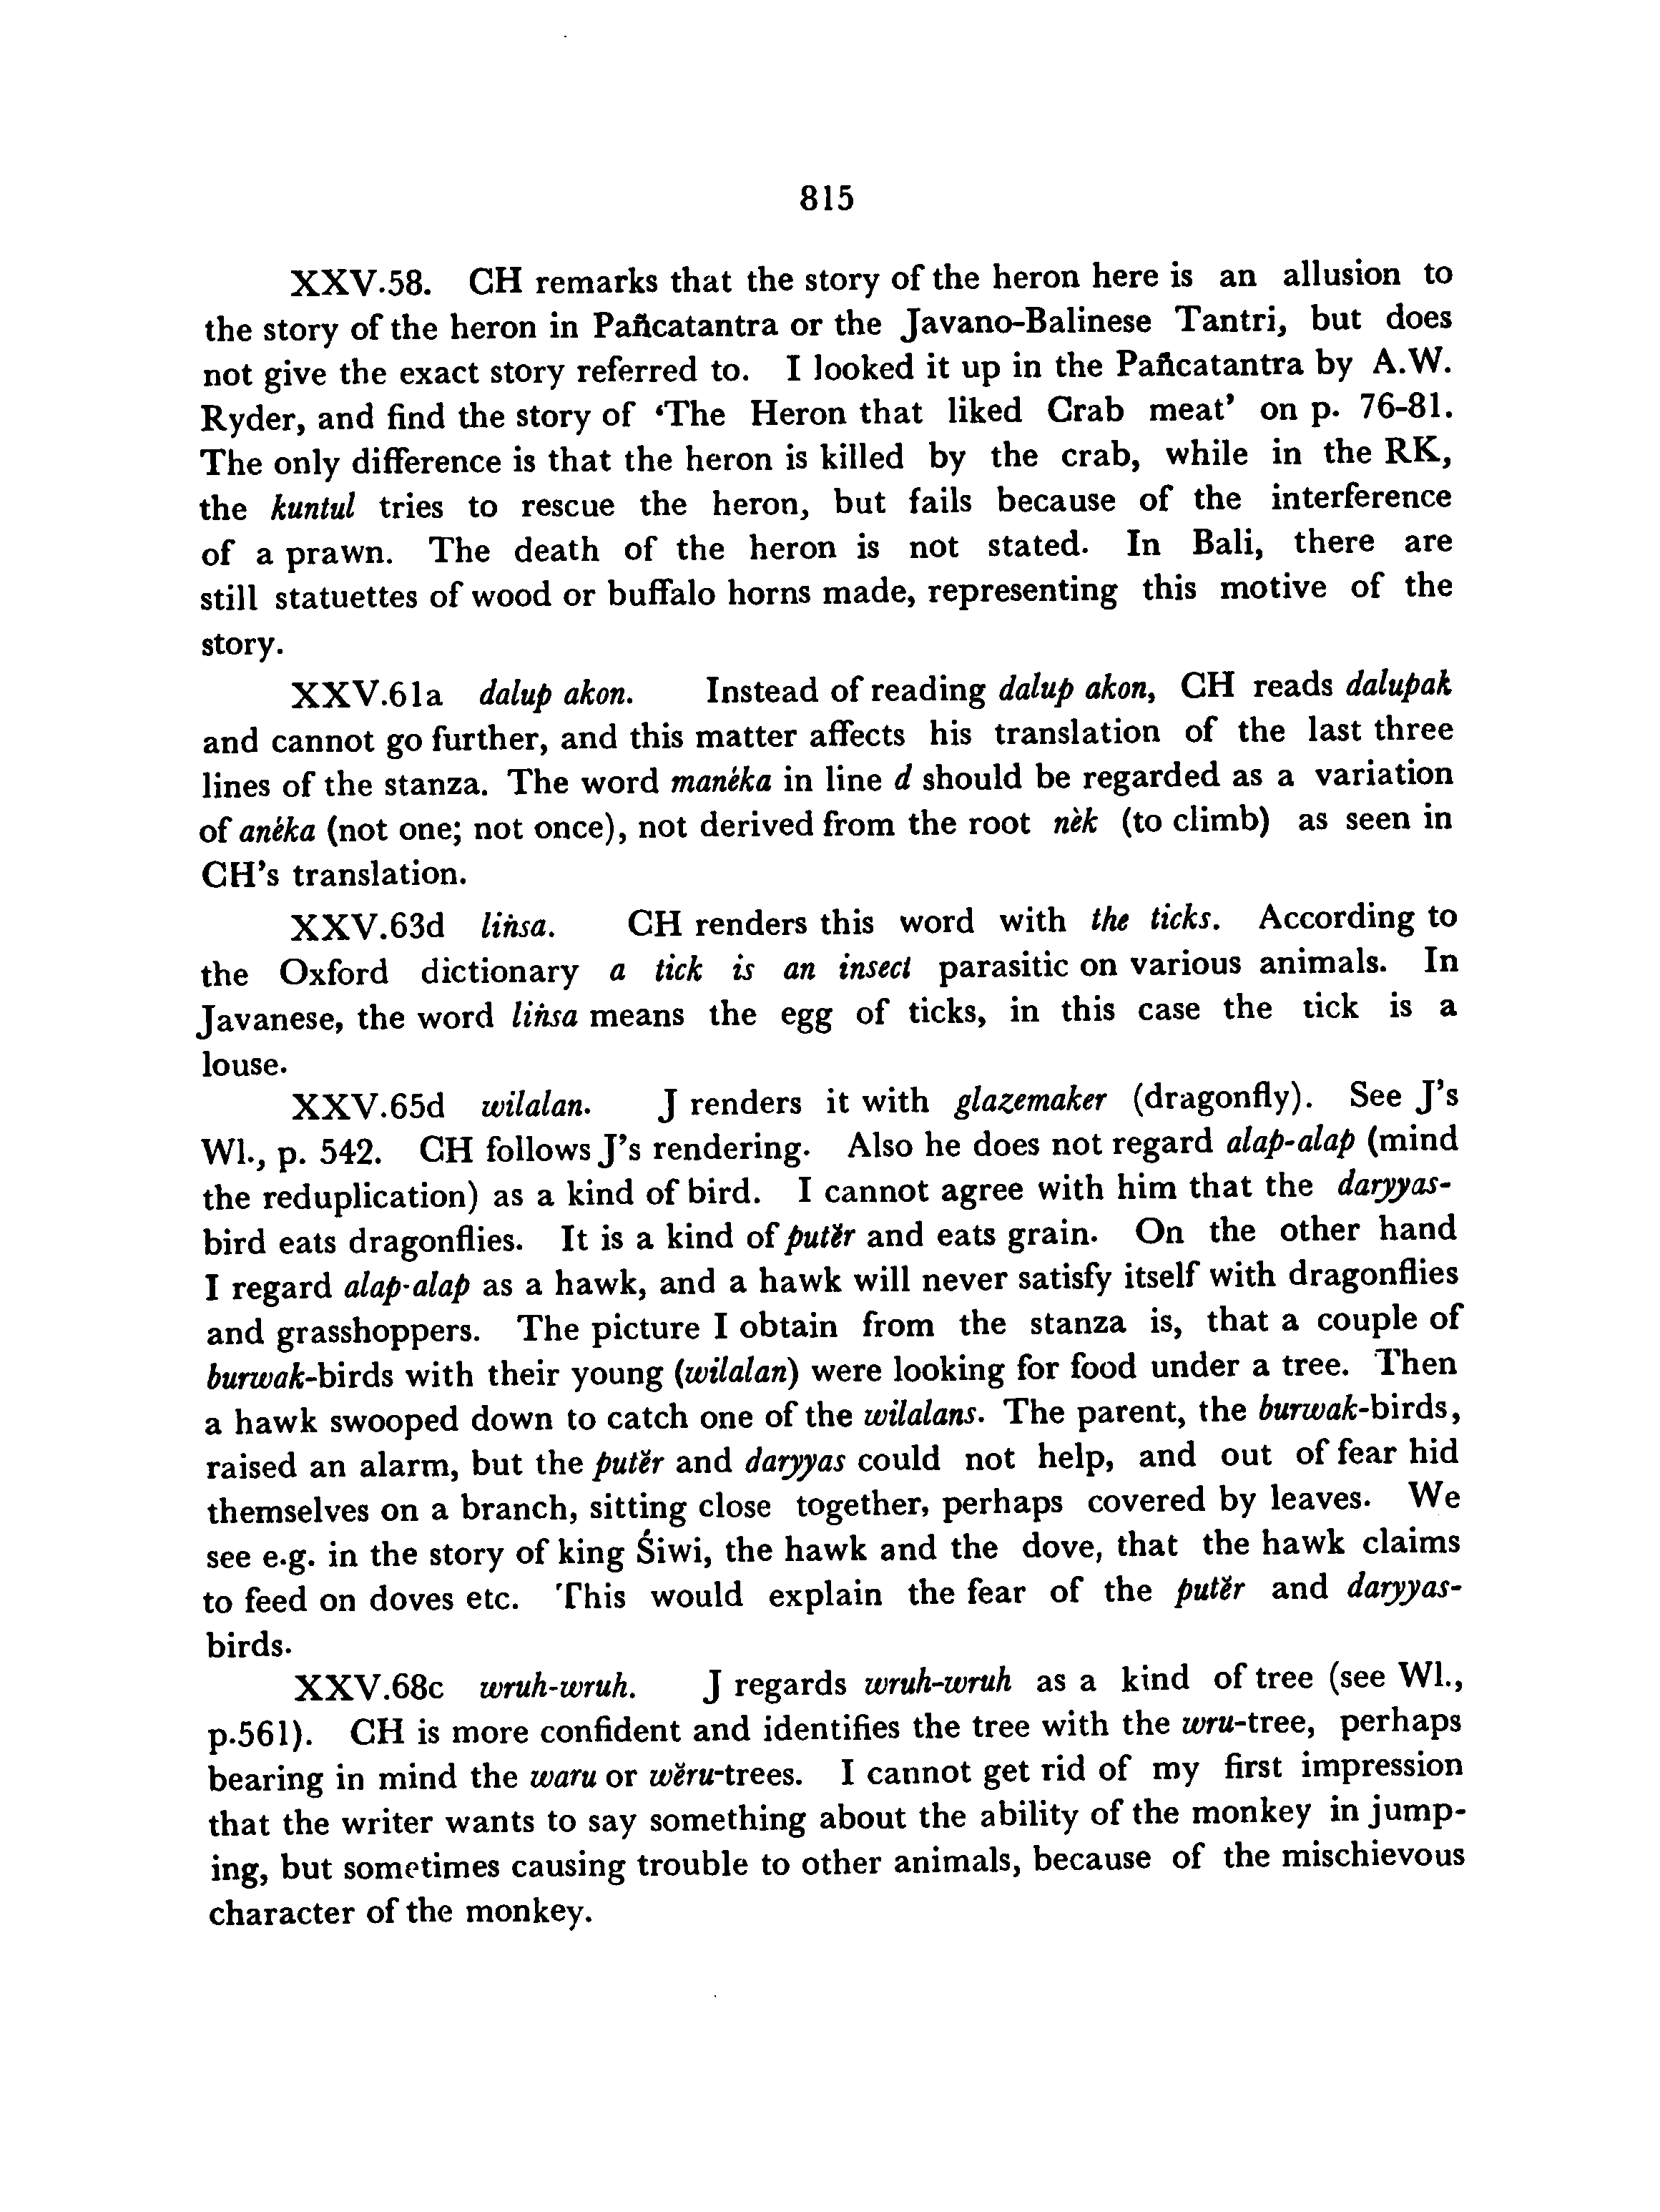 815
XXV.58. CH remarks that the story of the heron here is an allusion to
the story of the heron in Pañcatantra or the Javano-Balinese Tantri, but does
not give the exact story referred to. I looked it up in the Pañcatantra by A.W.
Ryder, and find the story of ‘The Heron that liked Crab meat’ on p. 76-81.
The only difference is that the heron is killed by the crab, while in the RK,
the kuntul tries to rescue the heron, but fails because of the interference
of a prawn. The death of the heron is not stated. In Bali, there are
still statuettes of wood or buffalo horns made, representing this motive of the
story.
XXV.61a dalup akon. Instead of reading dalup akon, CH reads dalupak
and cannot go further, and this matter affects his translation of the last three
lines of the stanza. The word manèka in line d should be regarded as a variation
of anèka (not one; not once), not derived from the root nèk (to climb) as seen in
CH’s translation.
XXV.63d liṅsa. CH renders this word with the ticks. According to
the Oxford dictionary a tick is an insect parasitic on various animals. In
Javanese, the word liṅsa means the egg of ticks, in this case the tick is a
louse.
XXV.65d wilalan. J renders it with glazemaker (dragonfly). See J’s
Wl., p. 542. CH follows J’s rendering. Also he does not regard alap-alap (mind
the reduplication) as a kind of bird. I cannot agree with him that the daryyas-
bird eats dragonflies. It is a kind of putĕr and eats grain. On the other hand
I regard alap-alap as a hawk, and a hawk will never satisfy itself with dragonflies
and grasshoppers. The picture I obtain from the stanza is, that a couple of
burwak-birds with their young (wilalan) were looking for food under a tree. Then
a hawk swooped down to catch one of the wilalans. The parent, the burwak-birds,
raised an alarm, but the putĕr and daryyas could not help, and out of fear hid
themselves on a branch, sitting close together, perhaps covered by leaves. We
see e.g. in the story of king Śiwi, the hawk and the dove, that the hawk claims
to feed on doves etc. This would explain the fear of the putĕr and daryyas-
birds.
XXV.68c wruh-wruh. J regards wruh-wruh as a kind of tree (see Wl.,
p.561). CH is more confident and identifies the tree with the wru-tree, perhaps
bearing in mind the waru or wĕru-trees. I cannot get rid of my first impression
that the writer wants to say something about the ability of the monkey in jump-
ing, but sometimes causing trouble to other animals, because of the mischievous
character of the monkey.